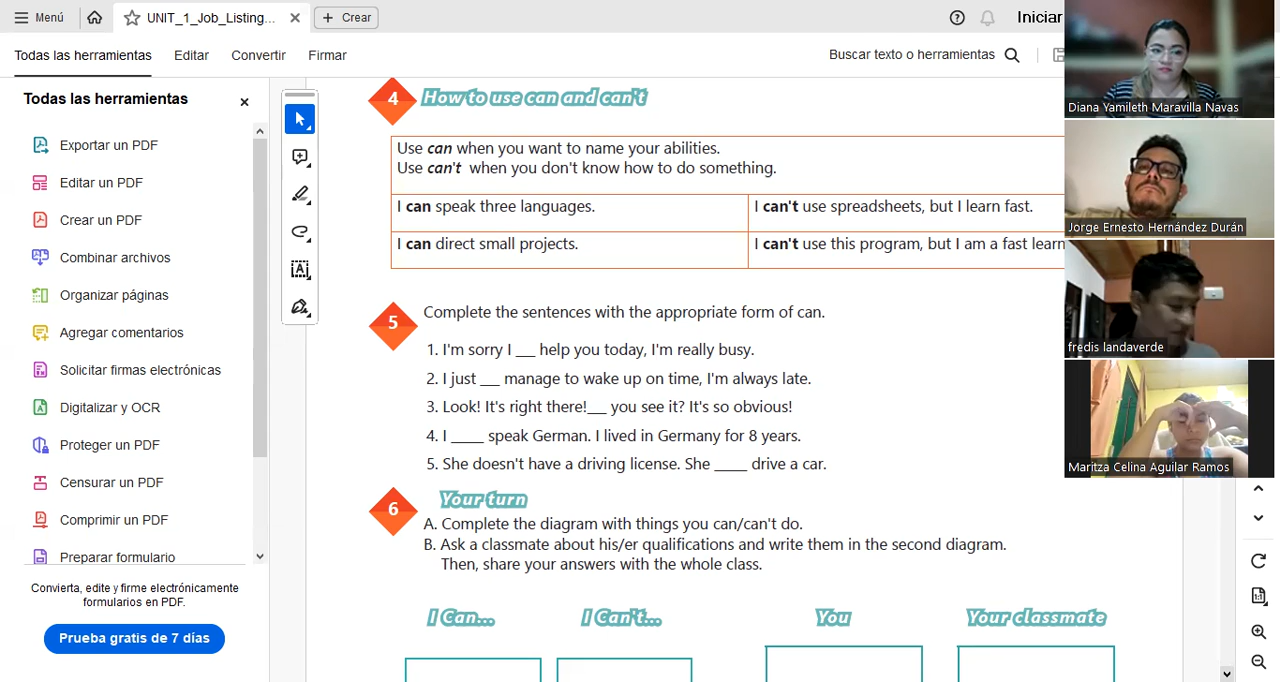 Menú
UNIT_1_Job_Listing...
Crear
Iniciar
Todas las herramientas
Editar
Convertir
Firmar
Buscar texto o herramientas
Todas las herramientas
Exportar un PDF
Editar un PDF
Crear un PDF
Combinar archivos
Organizar páginas
Agregar comentarios
Solicitar firmas electrónicas
Digitalizar y OCR
Proteger un PDF
Censurar un PDF
Comprimir un PDF
Preparar formulario
Convierta, edite y firme electrónicamente
formularios en PDF.
Prueba gratis de 7 días
4 How to use can and can't
Use can when you want to name your abilities.
Use can't when you don't know how to do something.
I can speak three languages.
I can't use spreadsheets, but I learn fast.
I can direct small projects.
I can't use this program, but I am a fast learn
5 Complete the sentences with the appropriate form of can.
1. I'm sorry I __ help you today, I'm really busy.
2. I just __ manage to wake up on time, I'm always late.
3. Look! It's right there!__ you see it? It's so obvious!
4. I ___ speak German. I lived in Germany for 8 years.
5. She doesn't have a driving license. She ___ drive a car.
6 Your turn
A. Complete the diagram with things you can/can't do.
B. Ask a classmate about his/er qualifications and write them in the second diagram.
Then, share your answers with the whole class.
I Can...
I Can't...
You
Your classmate
Diana Yamileth Maravilla Navas
Jorge Ernesto Hernández Durán
fredis landaverde
Maritza Celina Aguilar Ramos
1:1